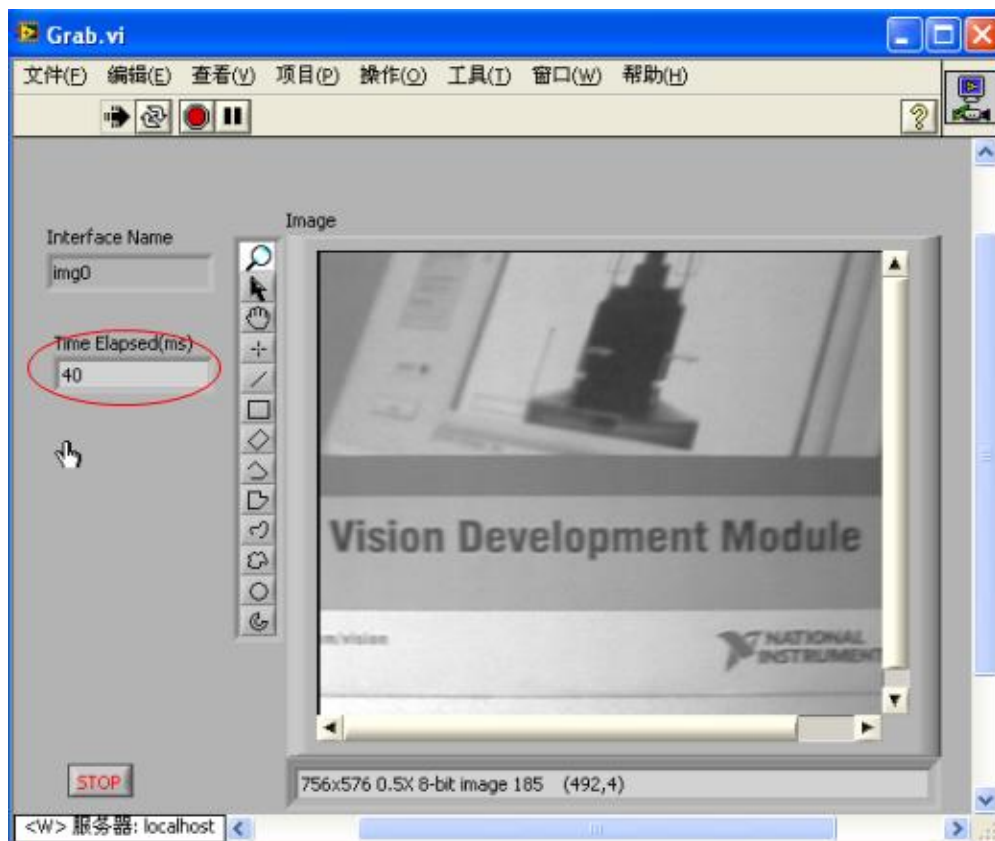 Grab.vi
文件(F) 编辑(E) 查看(V) 项目(P) 操作(O) 工具(T) 窗口(W) 帮助(H)
Image
Interface Name
img0
Time Elapsed(ms)
40
Vision Development Module
m/vision
NATIONAL
INSTRUMENT
STOP
756x576 0.5X 8-bit image 185 (492,4)
<W> 服务器: localhost